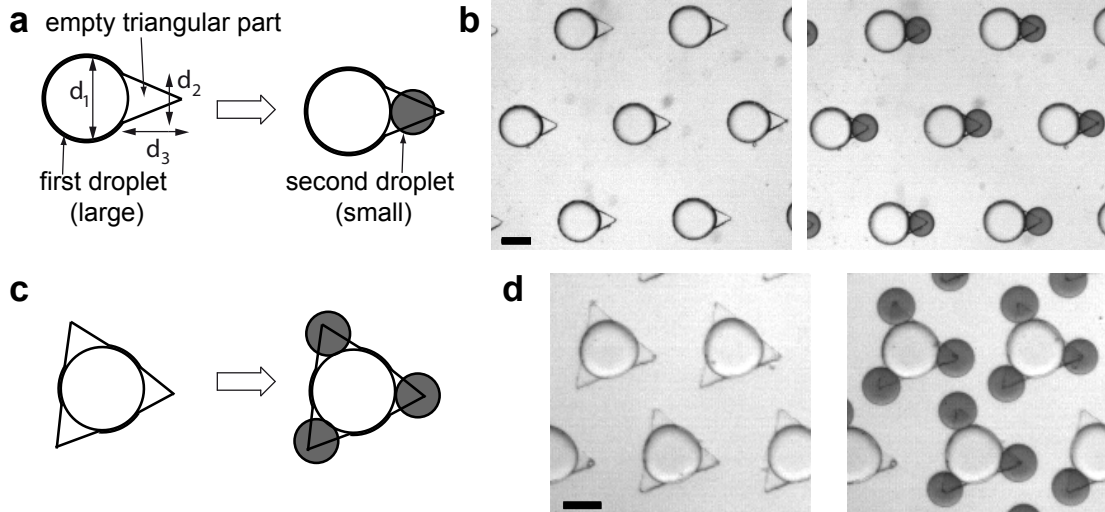 a
empty triangular part
d1
d2
d3
first droplet
(large)
second droplet
(small)
b
c
d